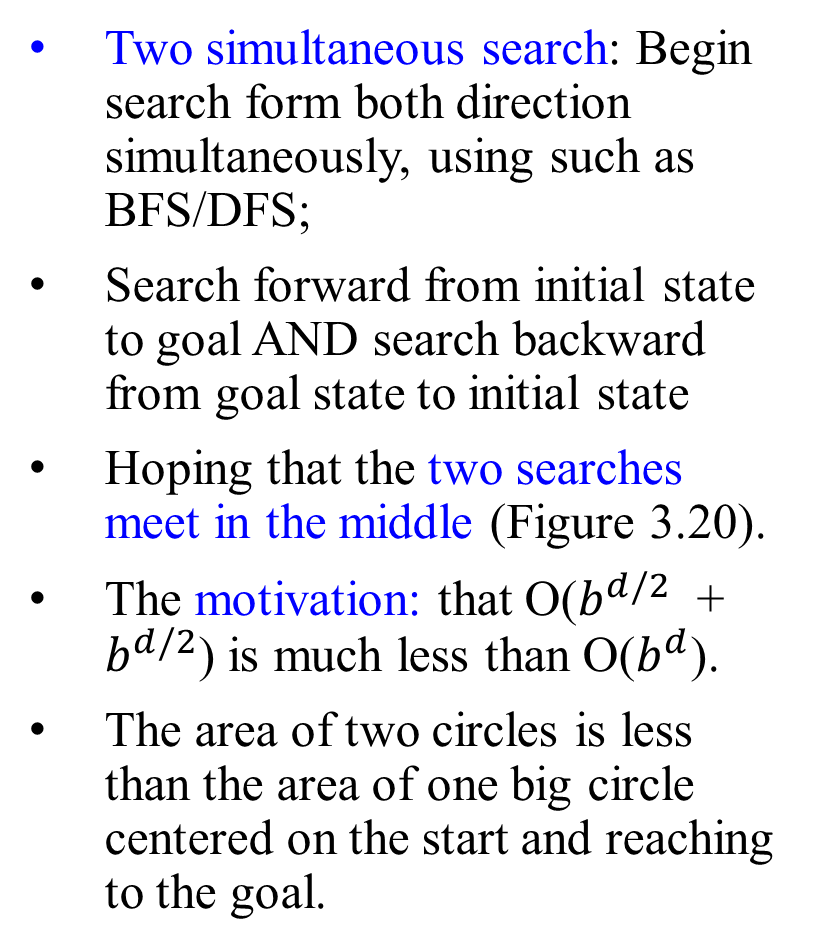 • Two simultaneous search: Begin
search form both direction
simultaneously, using such as
BFS/DFS;
• Search forward from initial state
to goal AND search backward
from goal state to initial state
• Hoping that the two searches
meet in the middle (Figure 3.20).
• The motivation: that O(b^{d/2} +
b^{d/2}) is much less than O(b^d).
• The area of two circles is less
than the area of one big circle
centered on the start and reaching
to the goal.